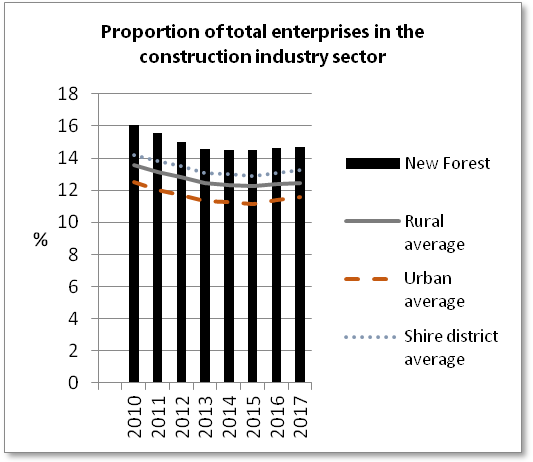 Proportion of total enterprises in the
construction industry sector
18
16
14
12
10
8
6
4
2
0
%
2010
2011
2012
2013
2014
2015
2016
2017
New Forest
Rural
average
Urban
average
Shire district
average